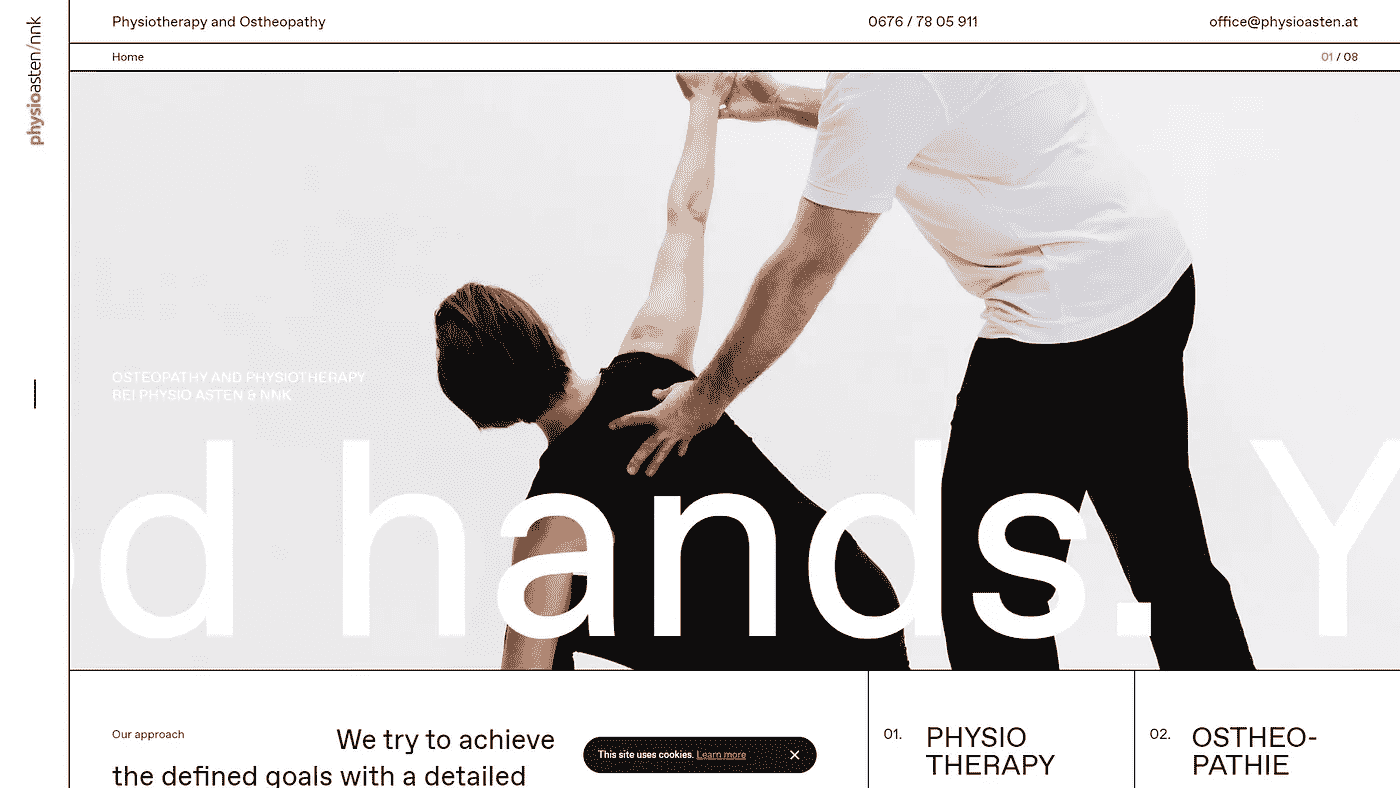 physioasten/nnk
Physiotherapy and Ostheopathy
0676 / 78 05 911
office@physioasten.at
Home
01 / 08
OSTEOPATHY AND PHYSIOTHERAPY
BEI PHYSIO ASTEN & NNK
d hands. Y
Our approach
We try to achieve
the defined goals with a detailed
This site uses cookies. Learn more
01.
PHYSIO
THERAPY
02.
OSTHEO-
PATHIE